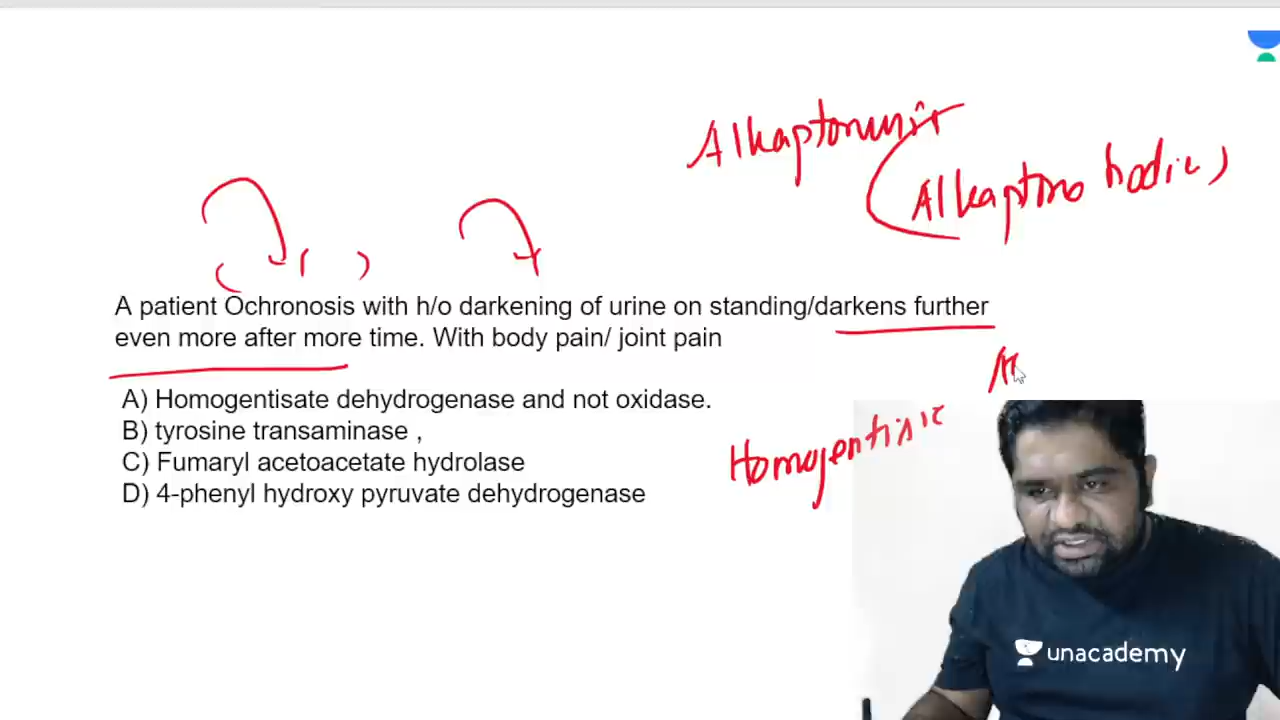 Alkaptonuria
Alkapton bodies
A patient Ochronosis with h/o darkening of urine on standing/darkens further
even more after more time. With body pain/ joint pain
A) Homogentisate dehydrogenase and not oxidase.
B) tyrosine transaminase ,
C) Fumaryl acetoacetate hydrolase
D) 4-phenyl hydroxy pyruvate dehydrogenase
Homogentisic
unacademy